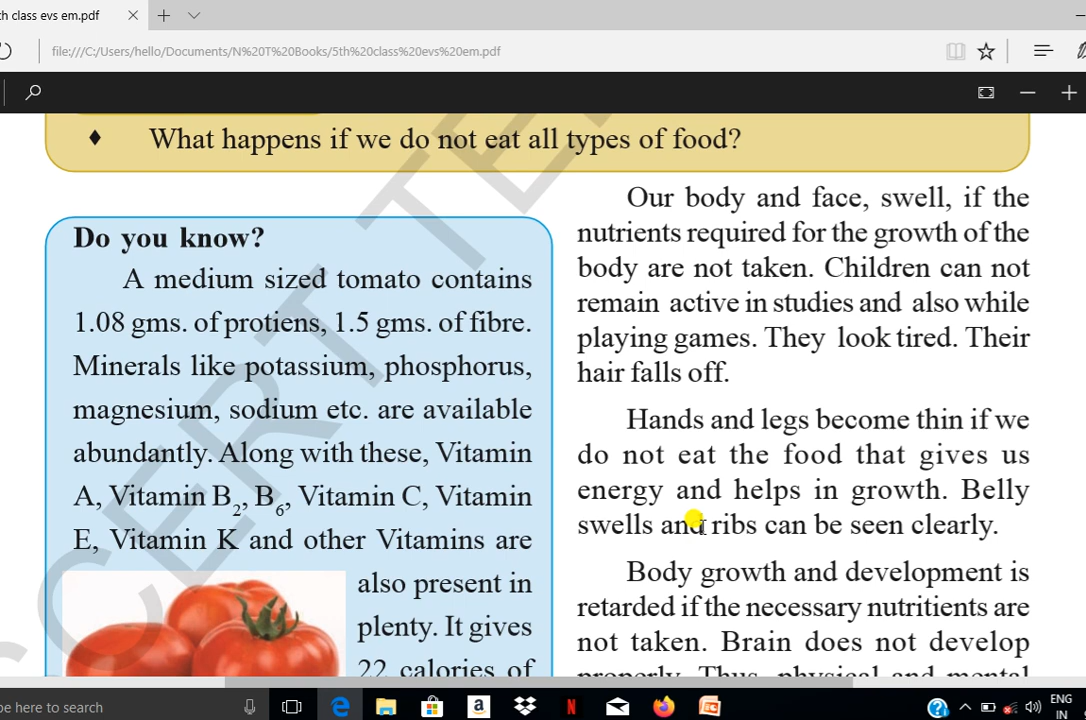 th class evs em.pdf
file:///C:/Users/hello/Documents/N%20T%20Books/5th%20class%20evs%20em.pdf
♦ What happens if we do not eat all types of food?
Do you know?
A medium sized tomato contains
1.08 gms. of protiens, 1.5 gms. of fibre.
Minerals like potassium, phosphorus,
magnesium, sodium etc. are available
abundantly. Along with these, Vitamin
A, Vitamin B2, B6, Vitamin C, Vitamin
E, Vitamin K and other Vitamins are
also present in
plenty. It gives
22 calories of
Our body and face, swell, if the
nutrients required for the growth of the
body are not taken. Children can not
remain active in studies and also while
playing games. They look tired. Their
hair falls off.
Hands and legs become thin if we
do not eat the food that gives us
energy and helps in growth. Belly
swells and ribs can be seen clearly.
Body growth and development is
retarded if the necessary nutritients are
not taken. Brain does not develop
properly. Thus, physical and mental
CERT TE
pe here to search
ENG
IN